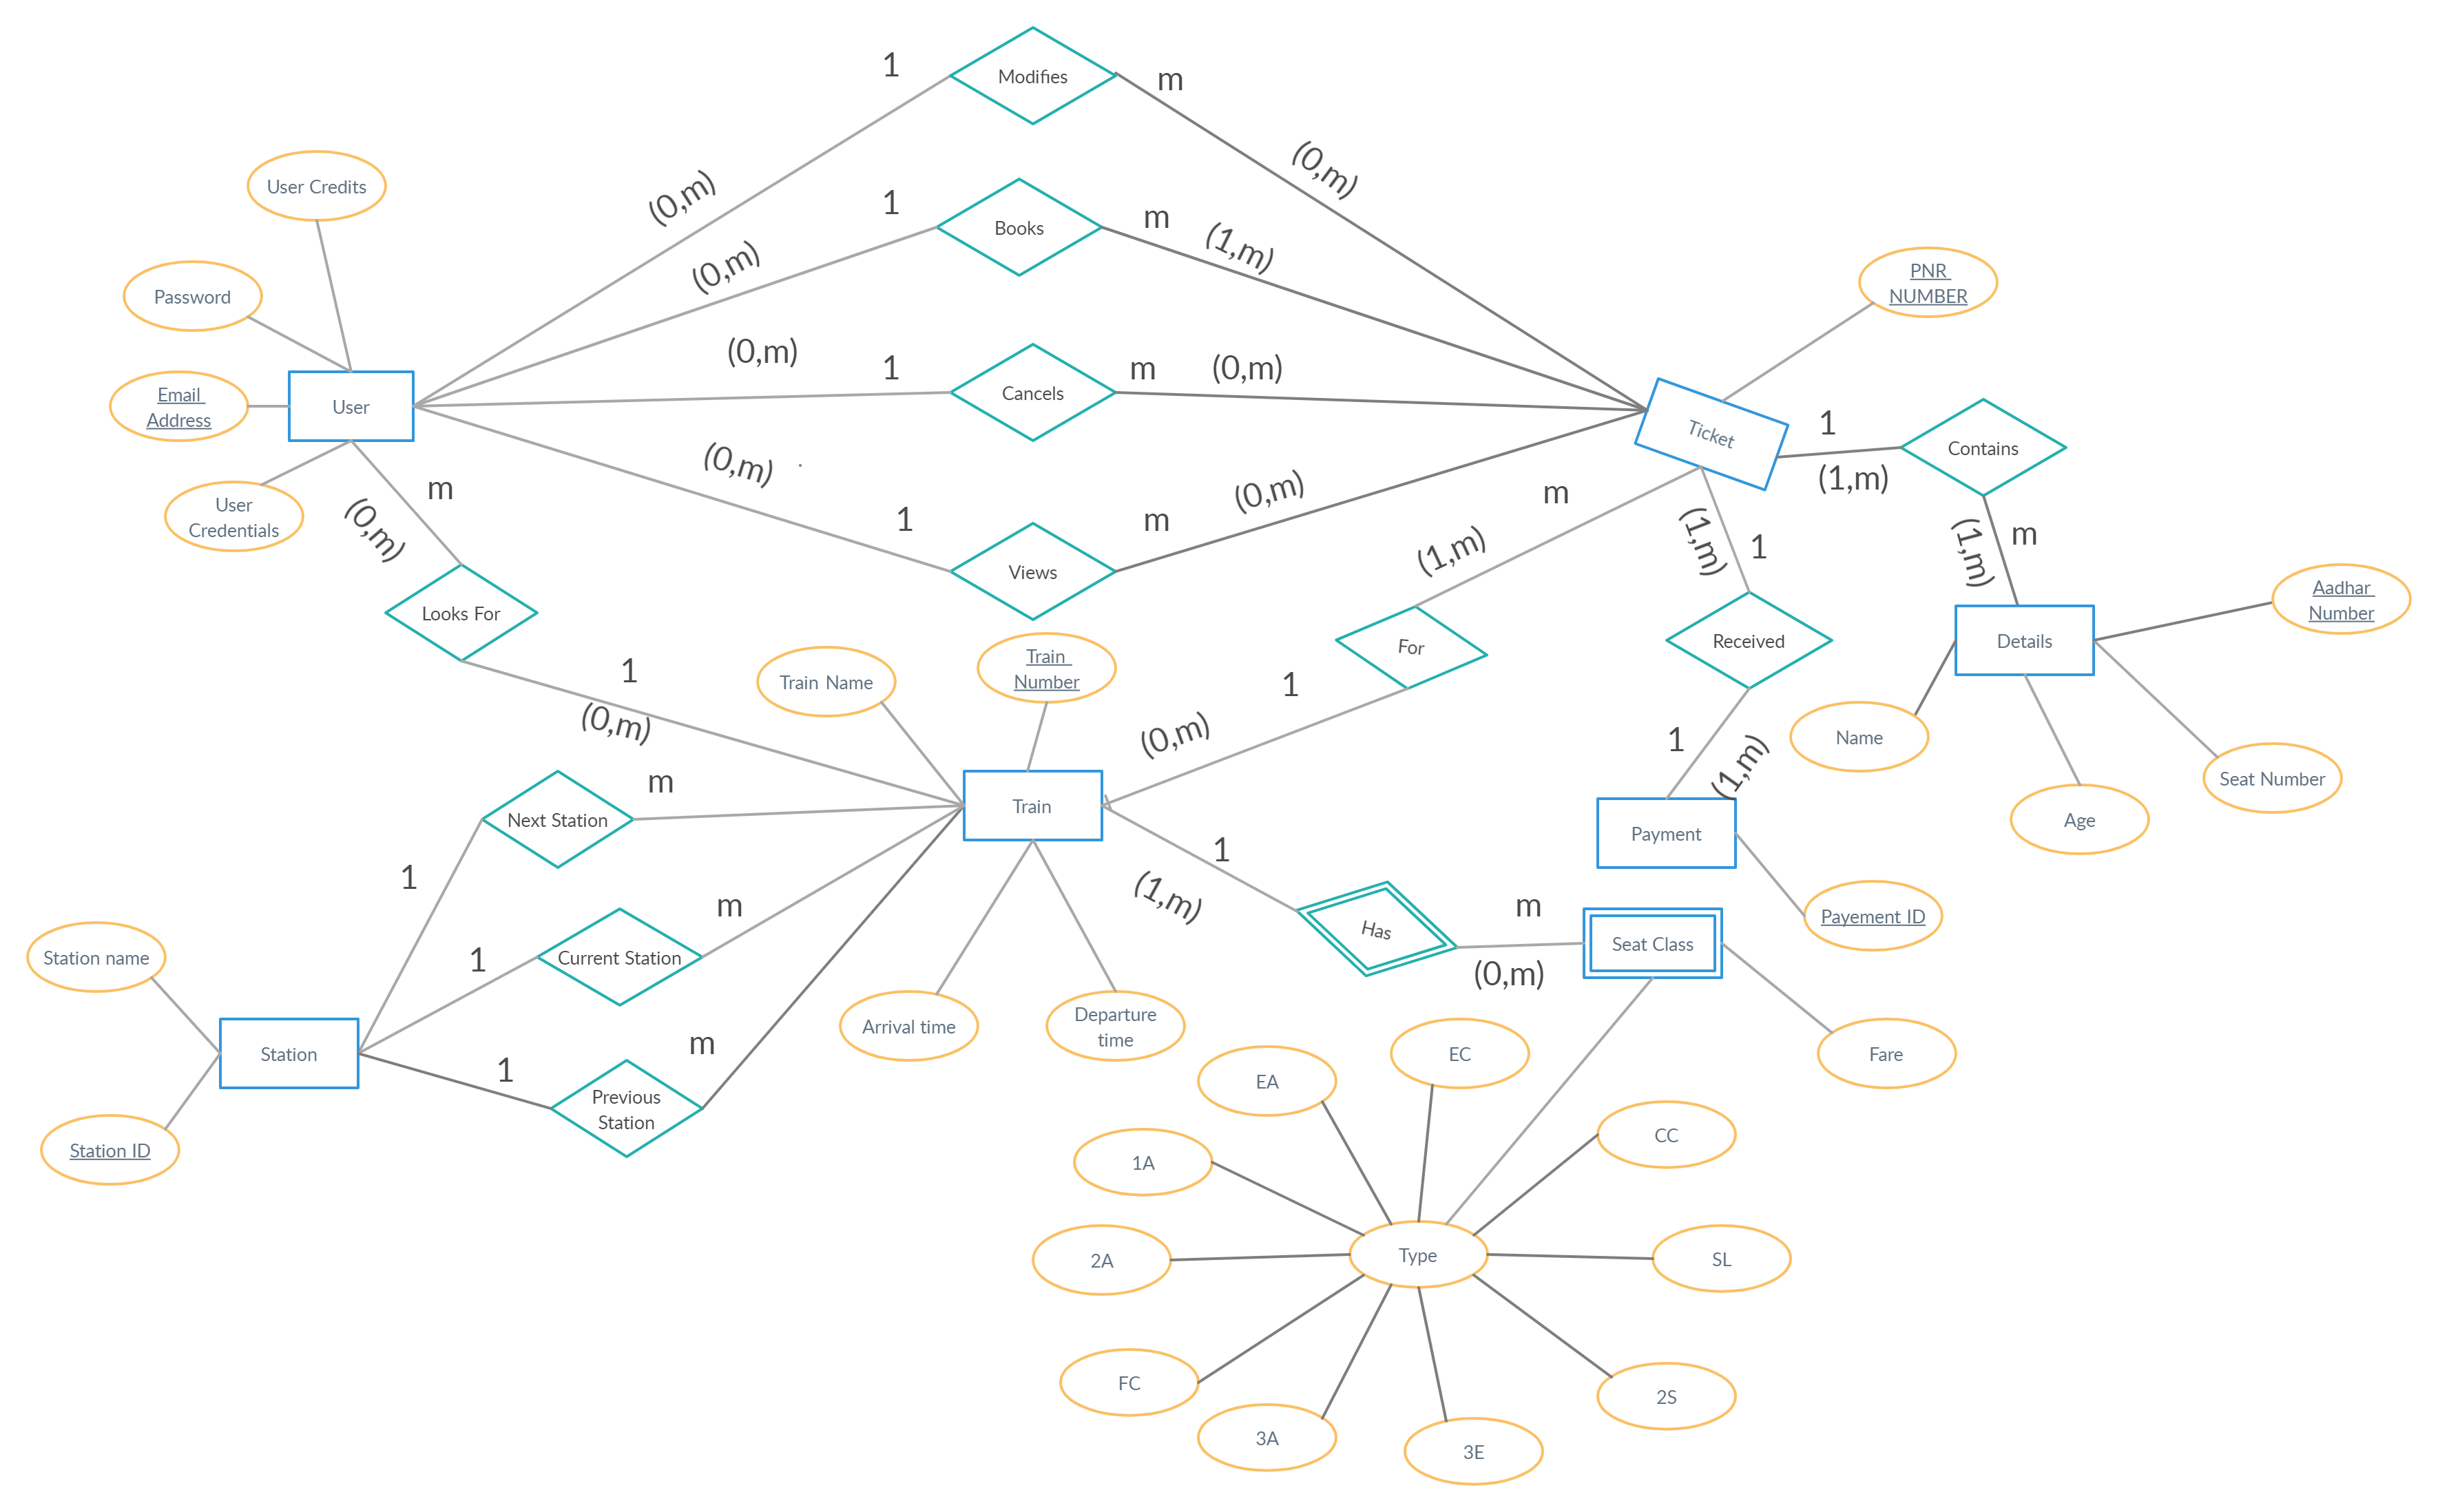 1
Modifies
m
(0,m)
(0,m)
User Credits
1
Books
m
(1,m)
(0,m)
Password
PNR
NUMBER
(0,m)
1
Cancels
m
(0,m)
Email
Address
User
Ticket
1
Contains
(1,m)
User
Credentials
m
(0,m)
(0,m)
1
Views
m
(0,m)
m
(1,m)
(1,m)
1
(1,m)
m
Looks For
Aadhar
Number
For
Received
Details
1
(0,m)
Train Name
Train
Number
1
(0,m)
1
(1,m)
Name
Seat Number
Age
Next Station
m
Train
Payment
1
1
(1,m)
Has
m
(0,m)
Seat Class
Payement ID
Station name
1
Current Station
m
Station
1
Previous
Station
m
Arrival time
Departure
time
Fare
Station ID
EA
EC
1A
CC
2A
Type
SL
FC
2S
3A
3E